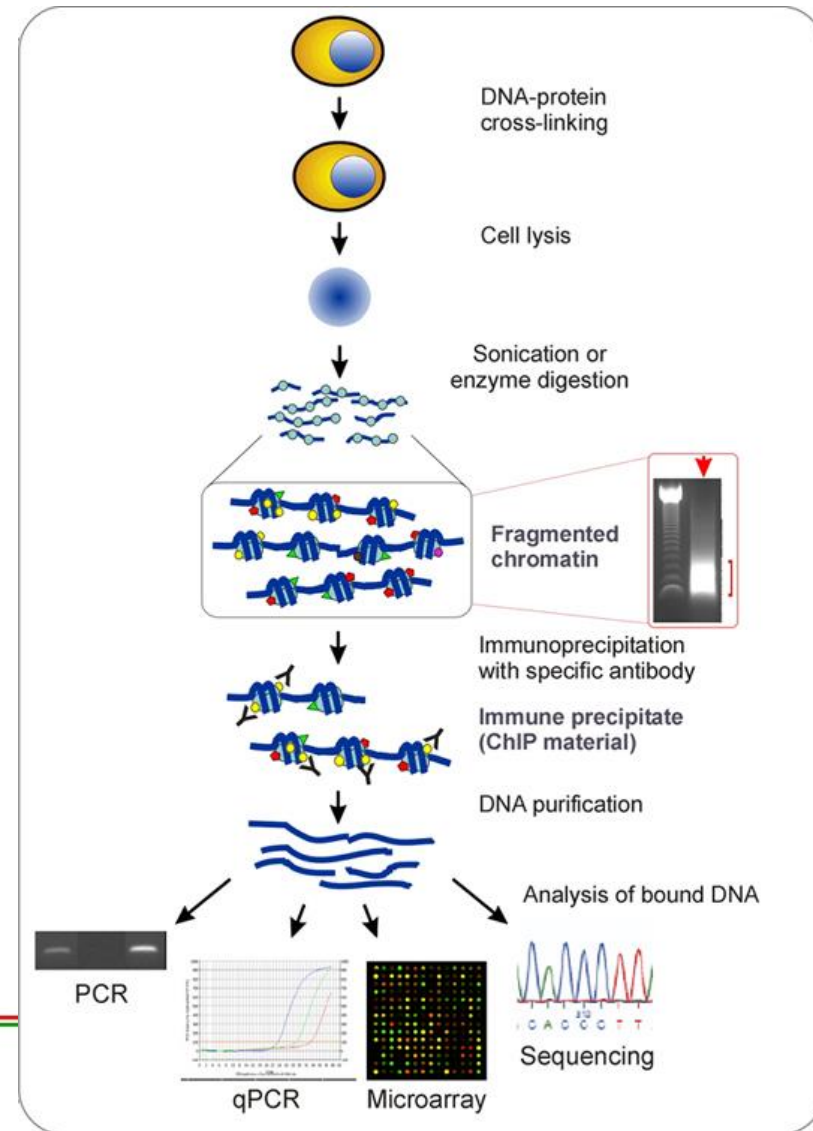 DNA-protein
cross-linking
Cell lysis
Sonication or
enzyme digestion
Fragmented
chromatin
Immunoprecipitation
with specific antibody
Immune precipitate
(ChIP material)
DNA purification
Analysis of bound DNA
PCR
qPCR
Microarray
G A C C C T T
Sequencing